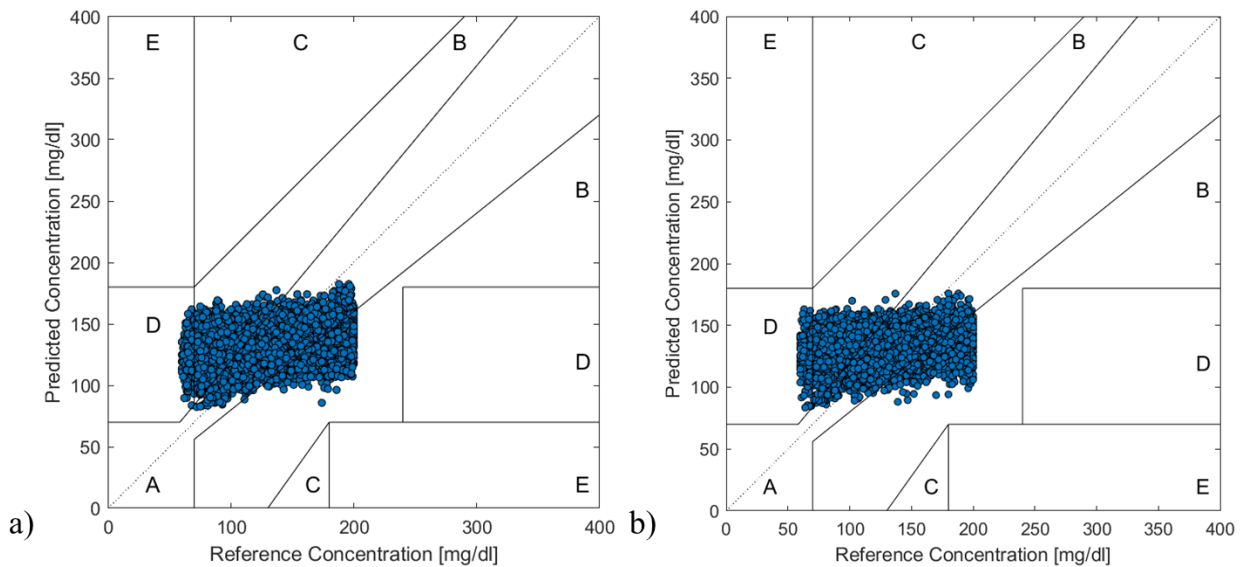 400
350
300
250
200
150
100
50
0
Predicted Concentration [mg/dl]
E
C
B
B
D
D
A
C
E
0
100
200
300
400
Reference Concentration [mg/dl]
a)
400
350
300
250
200
150
100
50
0
Predicted Concentration [mg/dl]
E
C
B
B
D
D
A
C
E
0
50
100
150
200
250
300
350
400
Reference Concentration [mg/dl]
b)